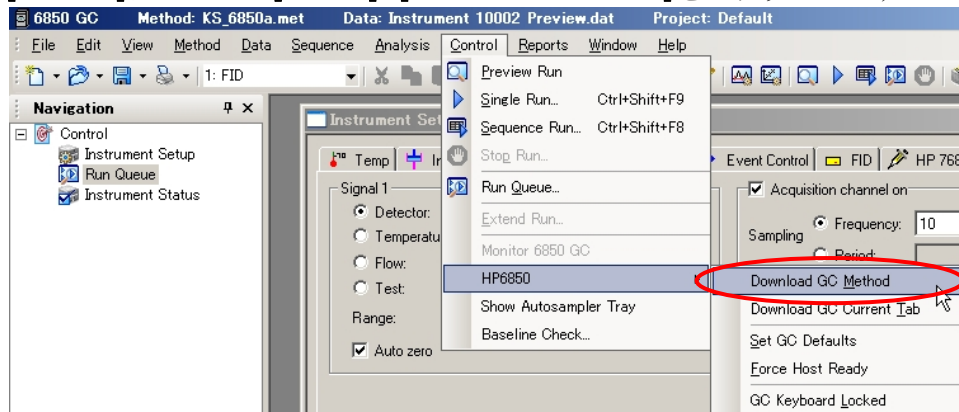 6850 GC Method: KS_6850a.met Data: Instrument 10002 Preview.dat Project: Default
File Edit View Method Data Sequence Analysis Control Reports Window Help
1: FID
Navigation
Control
Instrument Setup
Run Queue
Instrument Status
Preview Run
Single Run... Ctrl+Shift+F9
Sequence Run... Ctrl+Shift+F8
Stop Run...
Run Queue...
Extend Run...
Monitor 6850 GC
HP6850
Show Autosampler Tray
Baseline Check...
Instrument Set
Temp
Event Control FID HP 768
Signal 1
Detector:
Temperatu
Flow:
Test:
Range:
Auto zero
Acquisition channel on
Sampling
Frequency: 10
Period:
Download GC Method
Download GC Current Tab
Set GC Defaults
Force Host Ready
GC Keyboard Locked